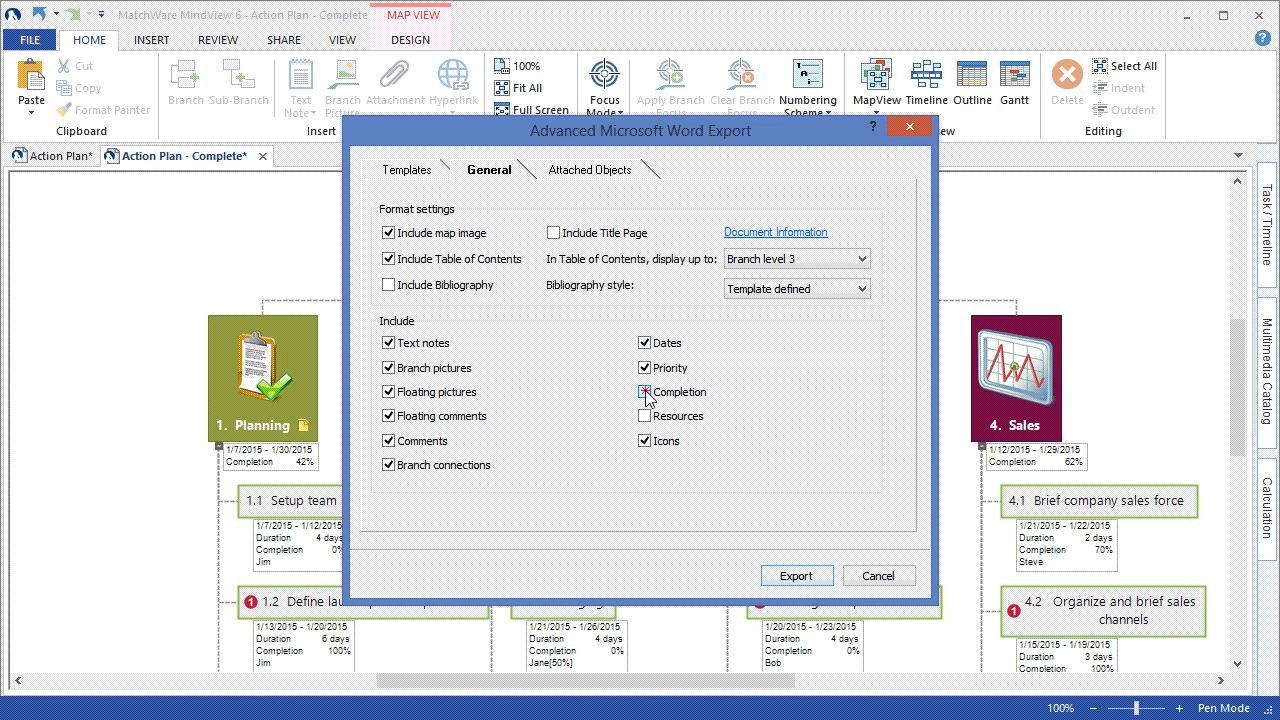 MatchWare MindView 6 - Action Plan - Complete
MAP VIEW
FILE
HOME
INSERT
REVIEW
SHARE
VIEW
DESIGN
Paste
Cut
Copy
Format Painter
Clipboard
Branch
Sub-Branch
Text
Note
Branch
Picture
Attachment
Hyperlink
Insert
100%
Fit All
Full Screen
Focus
Mode
Apply Branch
Focus
Clear Branch
Focus
Numbering
Scheme
MapView
Timeline
Outline
Gantt
Delete
Select All
Indent
Outdent
Editing
Action Plan*
Action Plan - Complete*
Advanced Microsoft Word Export
?
Templates
General
Attached Objects
Format settings
Include map image
Include Title Page
Document Information
Include Table of Contents
In Table of Contents, display up to:
Branch level 3
Include Bibliography
Bibliography style:
Template defined
Include
Text notes
Dates
Branch pictures
Priority
Floating pictures
Completion
Floating comments
Resources
Comments
Icons
Branch connections
Export
Cancel
1. Planning
1/7/2015 - 1/30/2015
Completion 42%
1.1 Setup team
1/7/2015 - 1/12/2015
Duration 4 days
Completion 0%
Jim
1 1.2 Define
1/13/2015 - 1/20/2015
Duration 6 days
Completion 100%
Jim
1/21/2015 - 1/26/2015
Duration 4 days
Completion 0%
Jane[50%]
1/20/2015 - 1/23/2015
Duration 4 days
Completion 0%
Bob
4. Sales
1/12/2015 - 1/29/2015
Completion 62%
4.1 Brief company sales force
1/21/2015 - 1/22/2015
Duration 2 days
Completion 70%
Steve
1 4.2 Organize and brief sales
channels
1/15/2015 - 1/19/2015
Duration 3 days
Completion 100%
Task / Timeline
Multimedia Catalog
Calculation
100%
Pen Mode